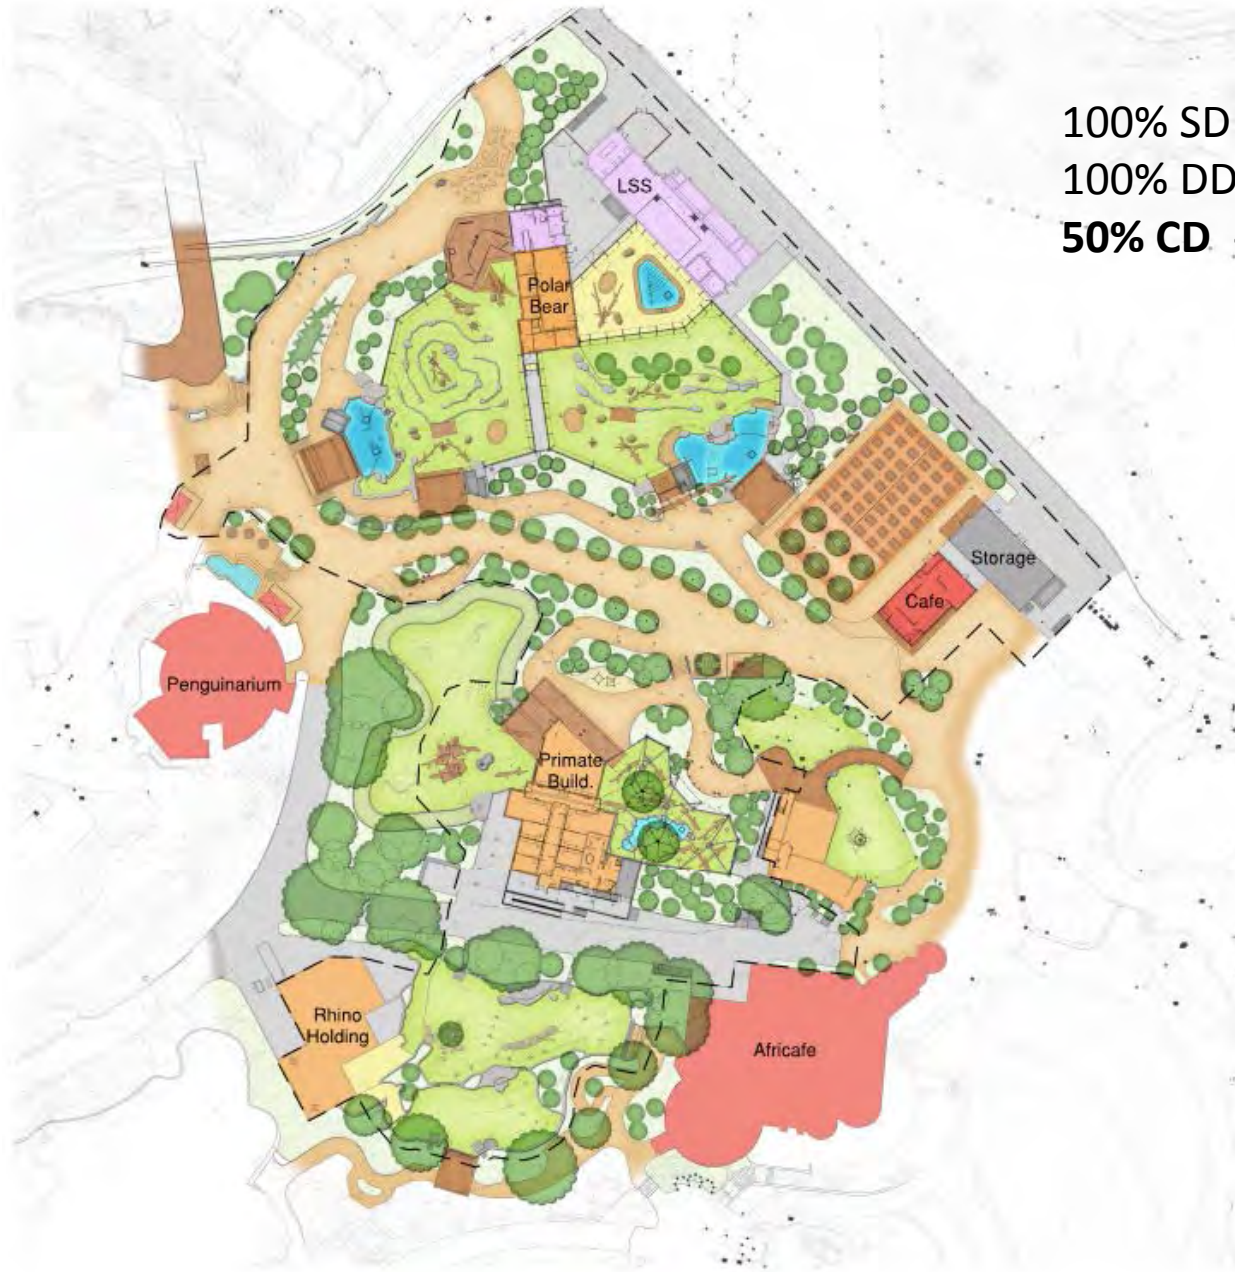 100% SD
100% DD
50% CD
LSS
Polar
Bear
Storage
Cafe
Penguinarium
Primate
Build.
Rhino
Holding
Africafe